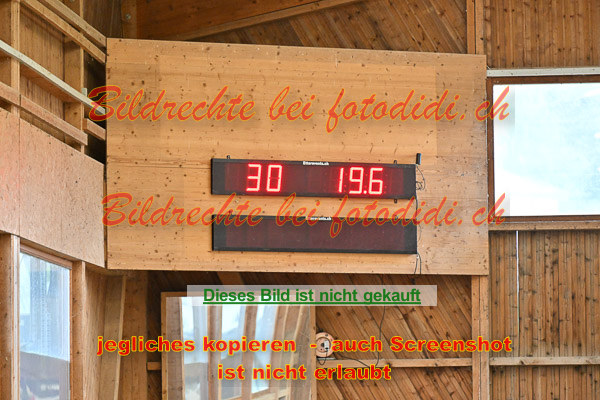 Bildrechte bei fotodidi.ch
30 19.6
Bildrechte bei fotodidi.ch
Dieses Bild ist nicht gekauft
jegliches kopieren - auch Screenshot
ist nicht erlaubt